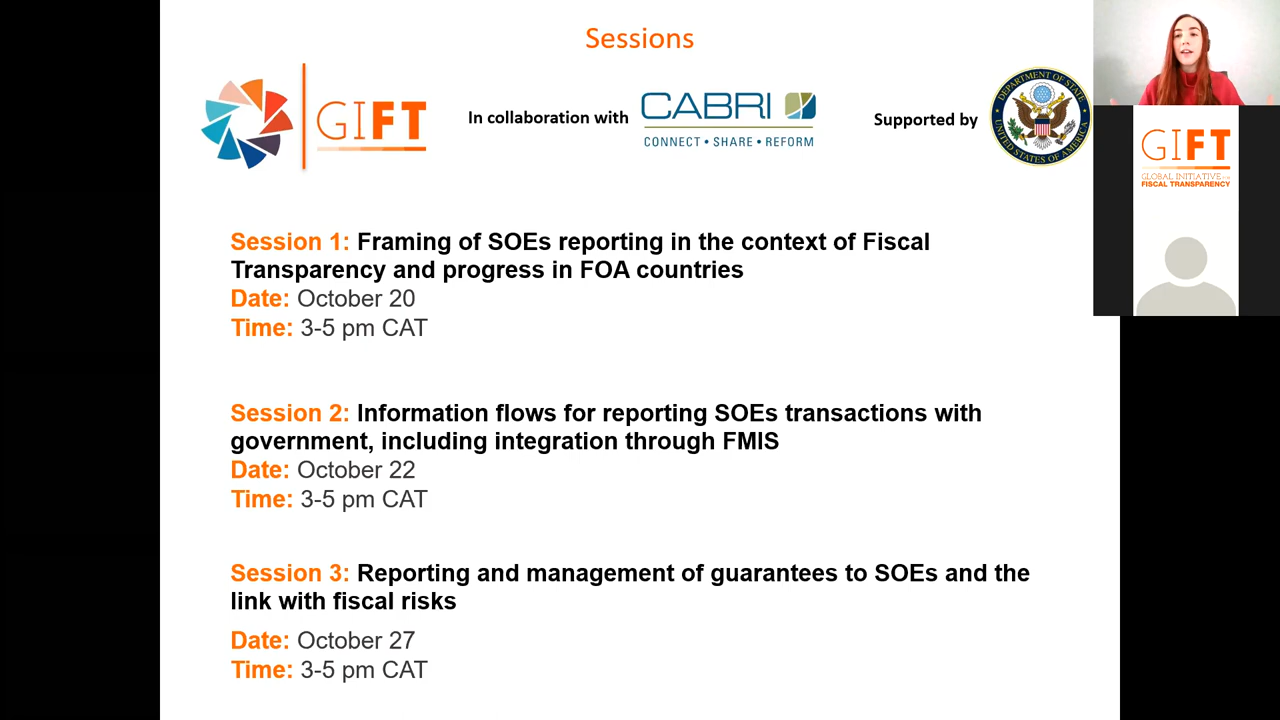 Sessions
GIFT
In collaboration with
CABRI
CONNECT • SHARE • REFORM
Supported by
DEPARTMENT OF STATE
UNITED STATES OF AMERICA
GIFT
GLOBAL INITIATIVE
FISCAL TRANSPARENCY
Session 1: Framing of SOEs reporting in the context of Fiscal
Transparency and progress in FOA countries
Date: October 20
Time: 3-5 pm CAT
Session 2: Information flows for reporting SOEs transactions with
government, including integration through FMIS
Date: October 22
Time: 3-5 pm CAT
Session 3: Reporting and management of guarantees to SOEs and the
link with fiscal risks
Date: October 27
Time: 3-5 pm CAT